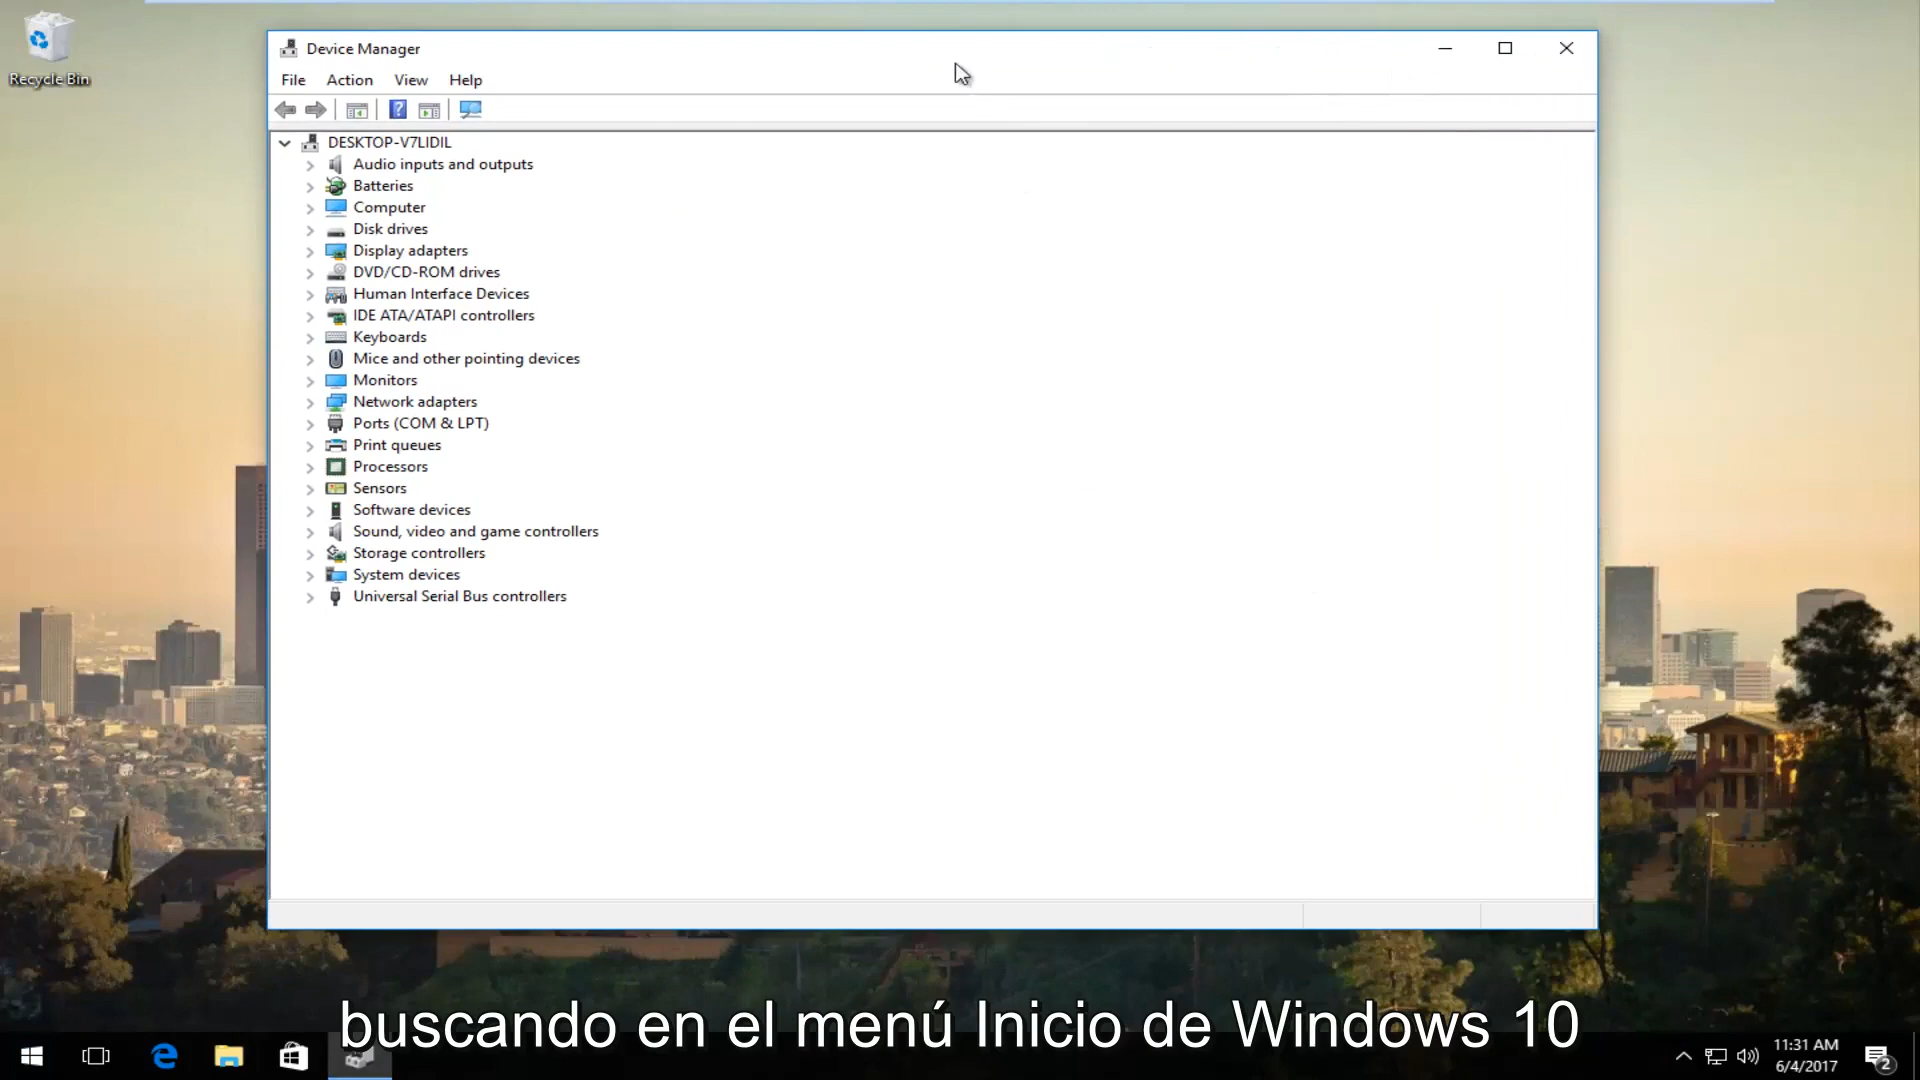 Recycle Bin
Device Manager
File Action View Help
DESKTOP-V7LIDIL
Audio inputs and outputs
Batteries
Computer
Disk drives
Display adapters
DVD/CD-ROM drives
Human Interface Devices
IDE ATA/ATAPI controllers
Keyboards
Mice and other pointing devices
Monitors
Network adapters
Ports (COM & LPT)
Print queues
Processors
Sensors
Software devices
Sound, video and game controllers
Storage controllers
System devices
Universal Serial Bus controllers
buscando en el menú Inicio de Windows 10
11:31 AM
6/4/2017
2